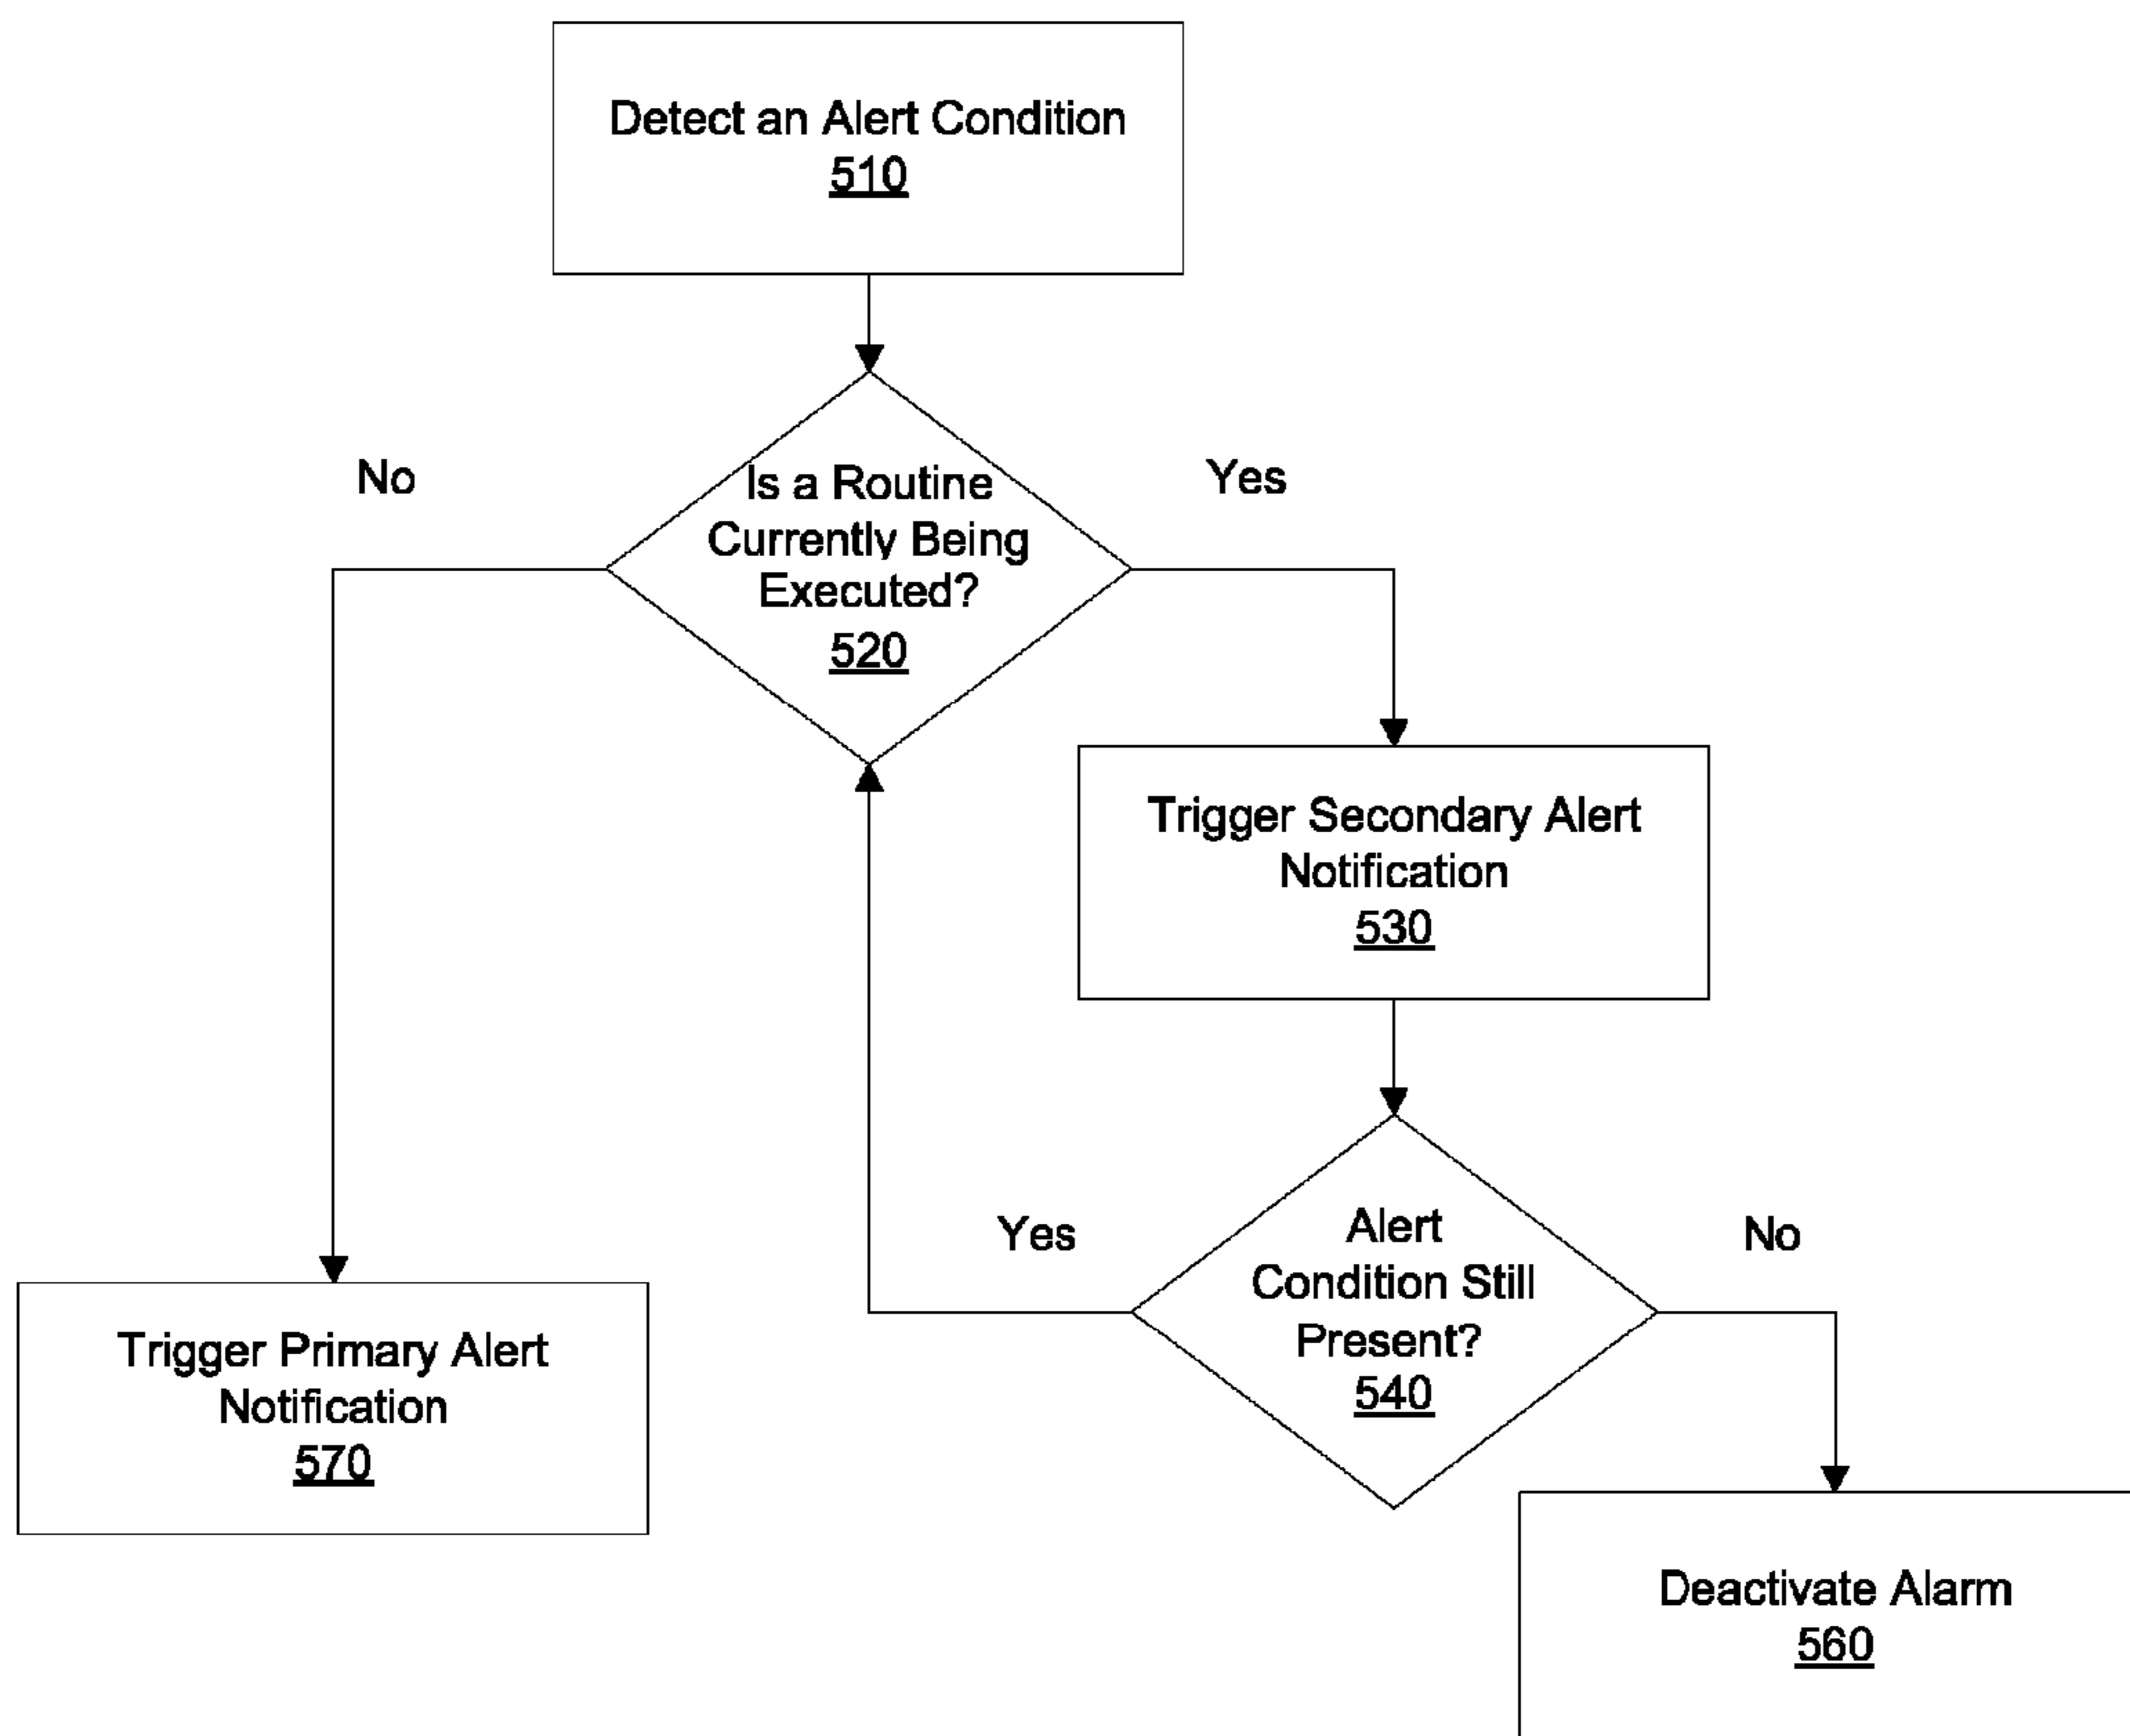 Detect an Alert Condition
510
No
Yes
Is a Routine
Currently Being
Executed?
520
Trigger Secondary Alert
Notification
530
Yes
No
Alert
Condition Still
Present?
540
Trigger Primary Alert
Notification
570
Deactivate Alarm
560